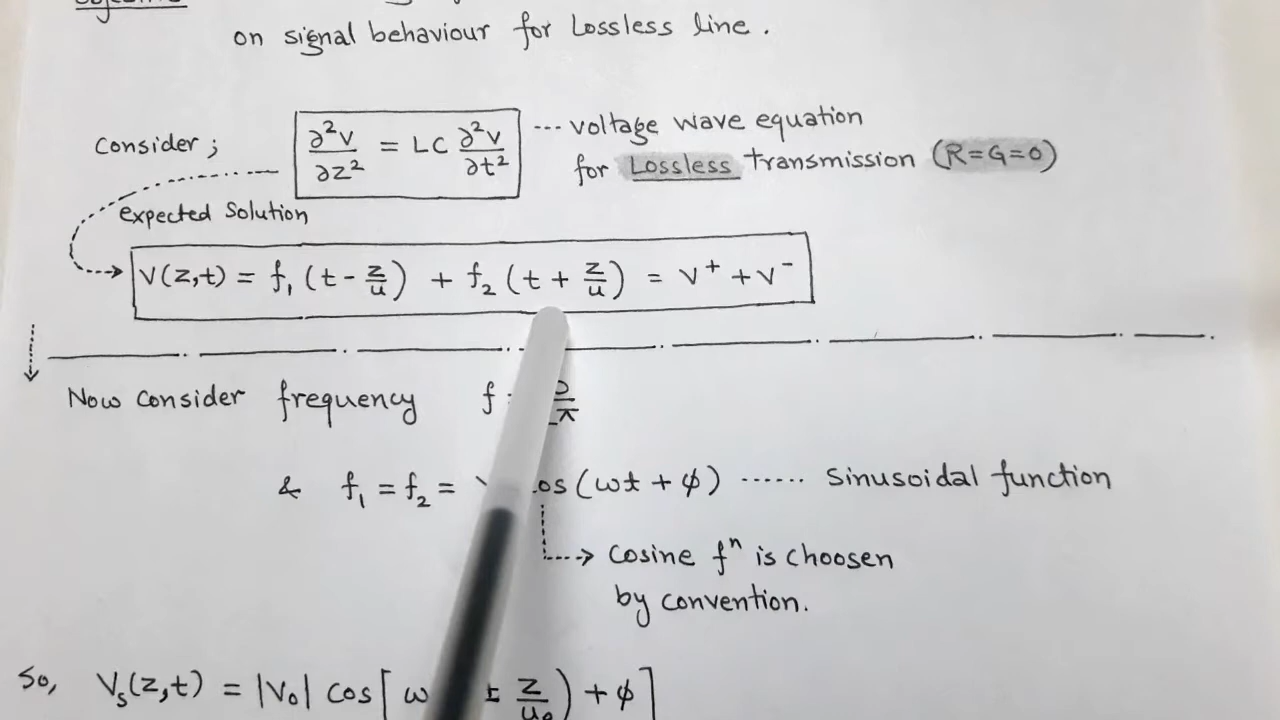 on signal behaviour for Lossless line.
Consider; ∂²V/∂z² = LC ∂²V/∂t² --- voltage wave equation
for Lossless transmission (R=G=0)
expected solution
V(z,t) = f₁ (t - z/u) + f₂ (t + z/u) = V⁺ + V⁻
Now consider frequency f
& f₁ = f₂ = cos(ωt + φ) ...... Sinusoidal function
Cosine fⁿ is choosen
by convention.
So, Vₛ(z,t) = |V₀| cos[ω ± z/u₀) + φ]